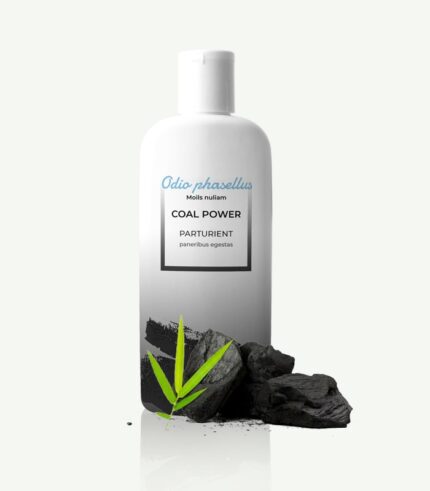 Odio phasellus
Moils nuliam
COAL POWER
PARTURIENT
paneribus egestas